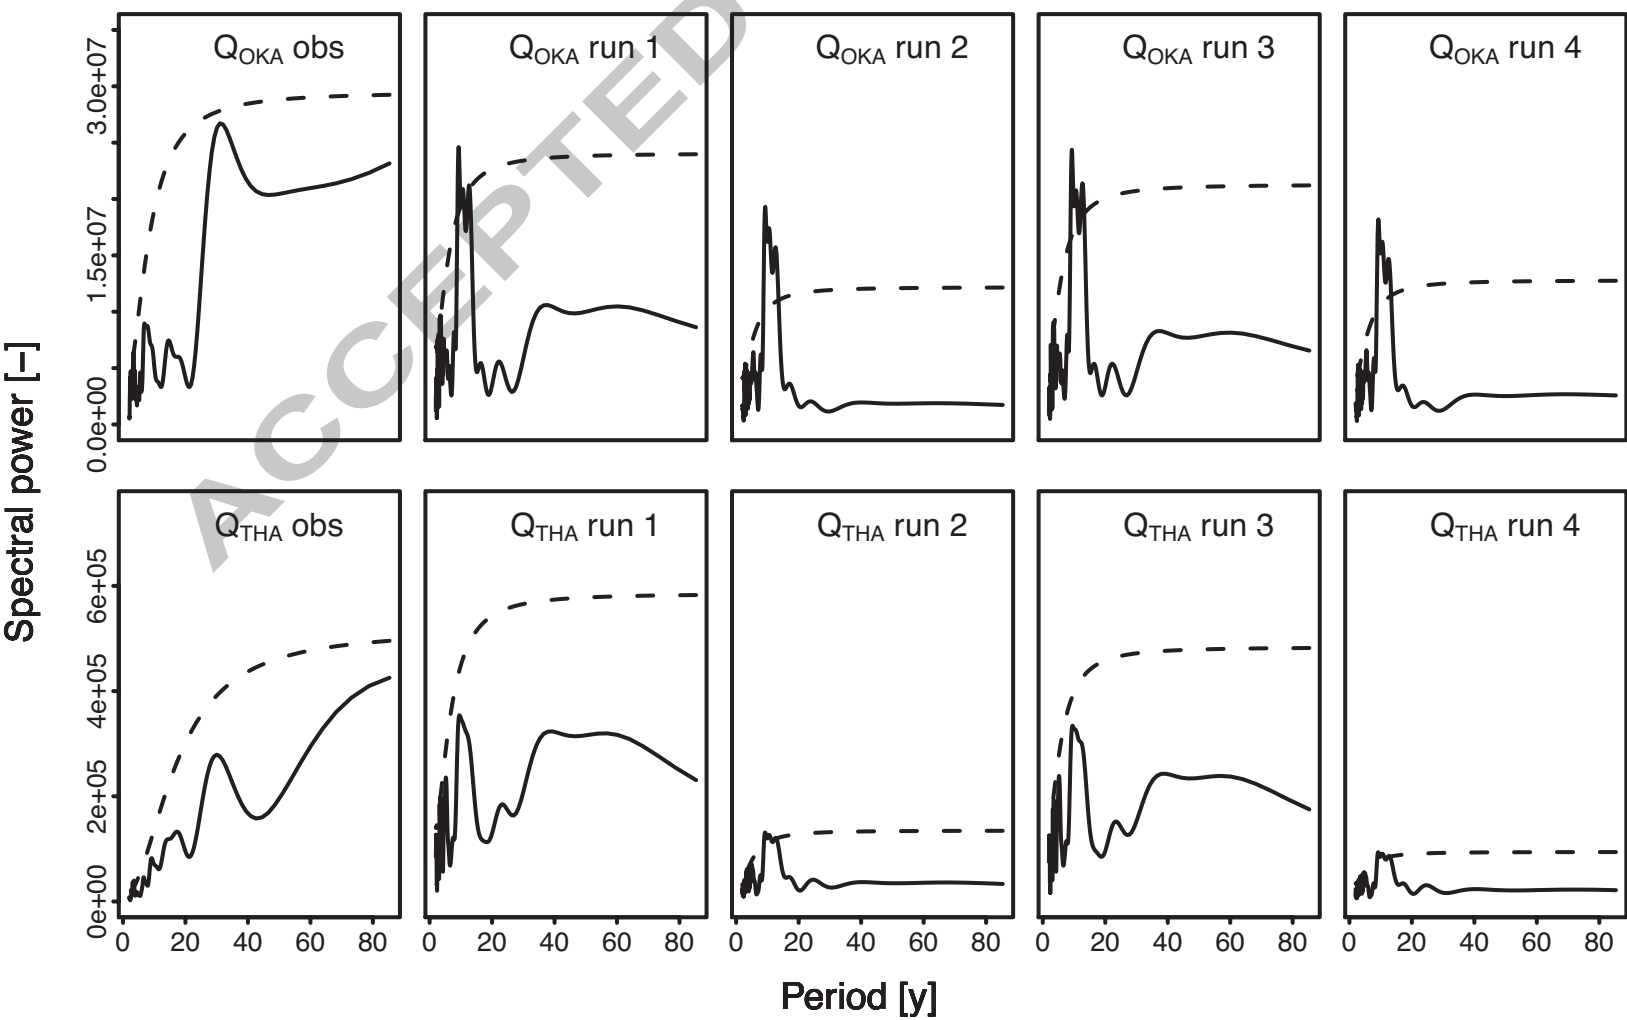 Q_OKA obs
Q_OKA run 1
Q_OKA run 2
Q_OKA run 3
Q_OKA run 4
3.0e+07
1.5e+07
0.0e+00
ACCEPTED
Spectral power [–]
Q_THA obs
Q_THA run 1
Q_THA run 2
Q_THA run 3
Q_THA run 4
6e+05
4e+05
2e+05
0e+00
0 20 40 60 80
0 20 40 60 80
0 20 40 60 80
0 20 40 60 80
0 20 40 60 80
Period [y]